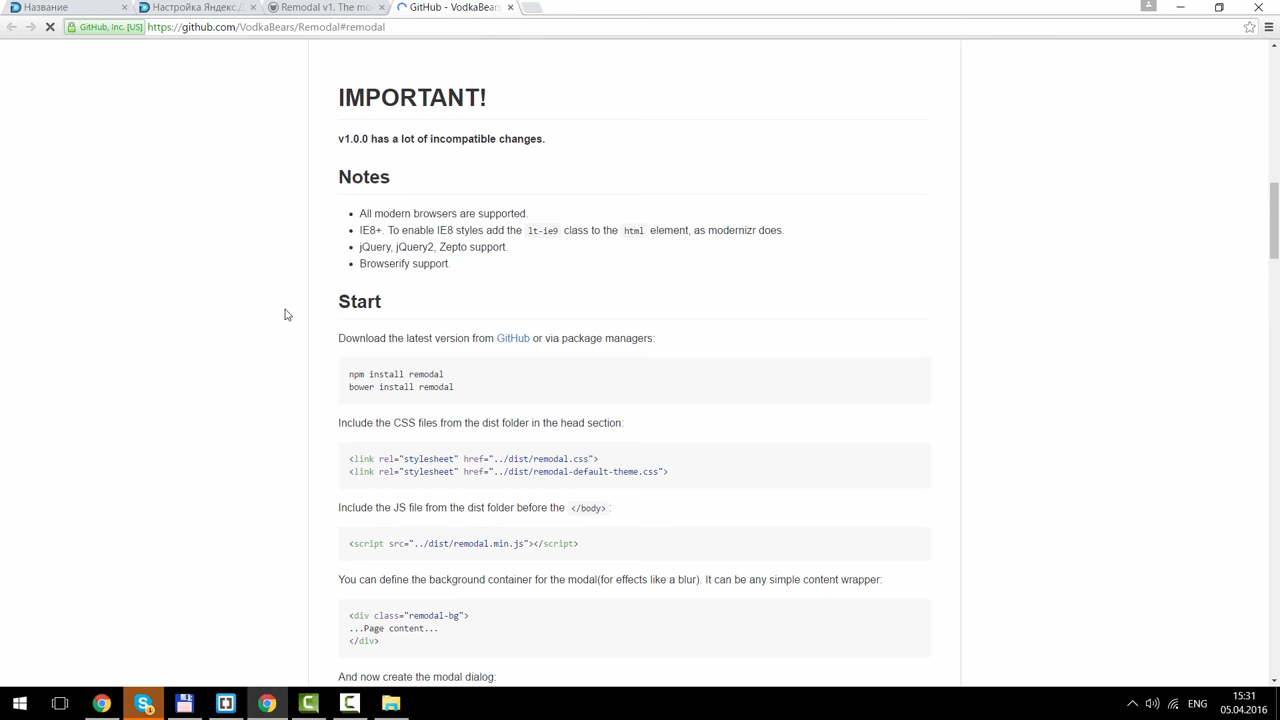 Название
Настройка Яндекс.Д
Remodal v1. The mo
GitHub - VodkaBears
GitHub, Inc. [US]
https://github.com/VodkaBears/Remodal#remodal
IMPORTANT!
v1.0.0 has a lot of incompatible changes.
Notes
• All modern browsers are supported.
• IE8+. To enable IE8 styles add the lt-ie9 class to the html element, as modernizr does.
• jQuery, jQuery2, Zepto support.
• Browserify support.
Start
Download the latest version from GitHub or via package managers:
npm install remodal
bower install remodal
Include the CSS files from the dist folder in the head section:
<link rel="stylesheet" href="../dist/remodal.css">
<link rel="stylesheet" href="../dist/remodal-default-theme.css">
Include the JS file from the dist folder before the </body>:
<script src="../dist/remodal.min.js"></script>
You can define the background container for the modal(for effects like a blur). It can be any simple content wrapper:
<div class="remodal-bg">
...Page content...
</div>
And now create the modal dialog:
ENG
15:31
05.04.2016